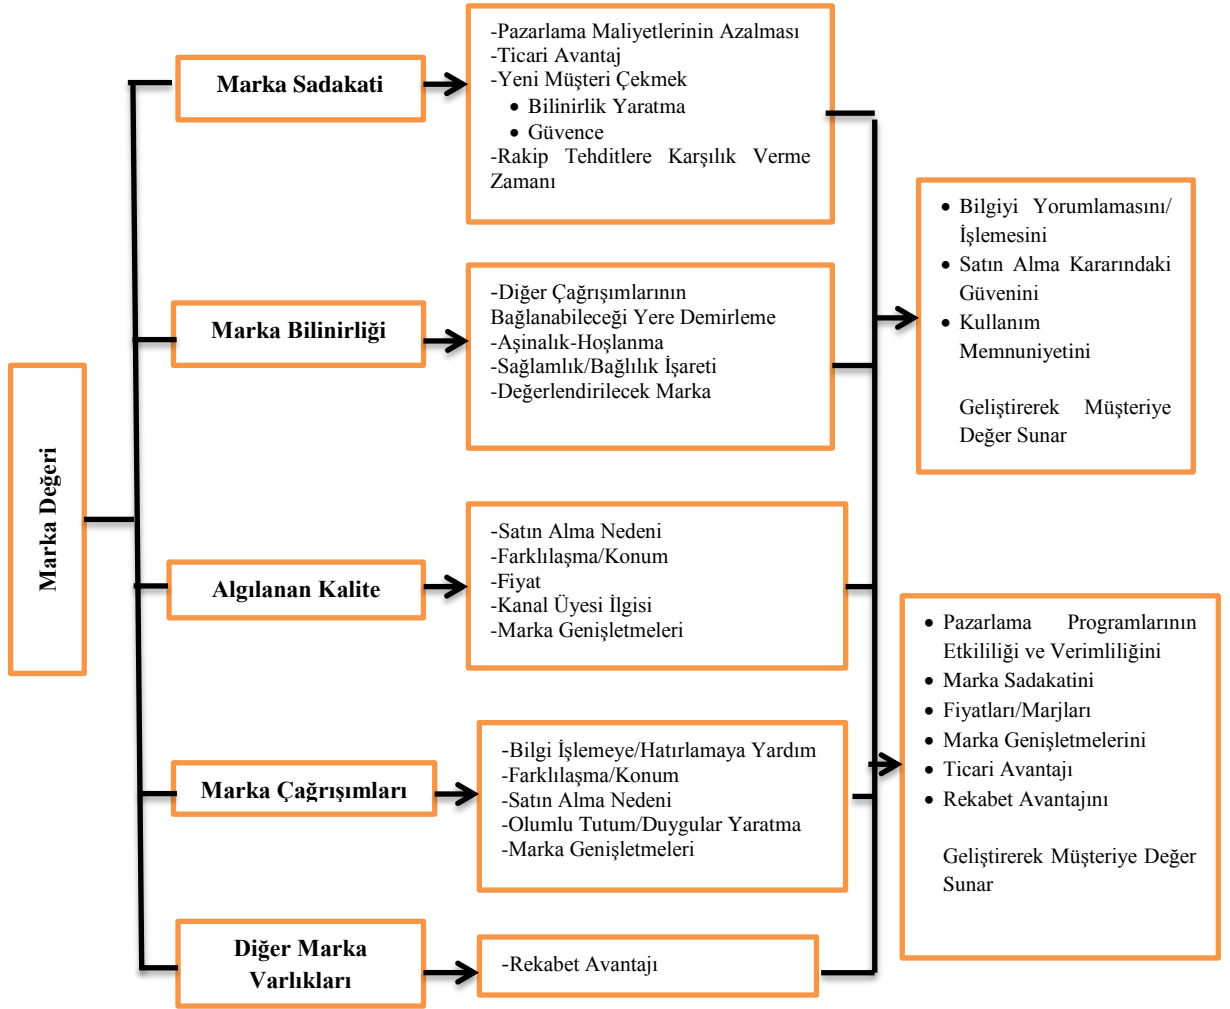 Marka Değeri
Marka Sadakati
-Pazarlama Maliyetlerinin Azalması
-Ticari Avantaj
-Yeni Müşteri Çekmek
• Bilinirlik Yaratma
• Güvence
-Rakip Tehditlere Karşılık Verme
Zamanı
Marka Bilinirliği
-Diğer Çağrışımlarının
Bağlanabileceği Yere Demirleme
-Aşinalık-Hoşlanma
-Sağlamlık/Bağlılık İşareti
-Değerlendirilecek Marka
Algılanan Kalite
-Satın Alma Nedeni
-Farklılaşma/Konum
-Fiyat
-Kanal Üyesi İlgisi
-Marka Genişletmeleri
Marka Çağrışımları
-Bilgi İşlemeye/Hatırlamaya Yardım
-Farklılaşma/Konum
-Satın Alma Nedeni
-Olumlu Tutum/Duygular Yaratma
-Marka Genişletmeleri
Diğer Marka
Varlıkları
-Rekabet Avantajı
• Bilgiyi Yorumlamasını/
İşlemesini
• Satın Alma Kararındaki
Güvenini
• Kullanım
Memnuniyetini
Geliştirerek Müşteriye
Değer Sunar
• Pazarlama Programlarının
Etkililiği ve Verimliliğini
• Marka Sadakatini
• Fiyatları/Marjları
• Marka Genişletmelerini
• Ticari Avantajı
• Rekabet Avantajını
Geliştirerek Müşteriye Değer
Sunar